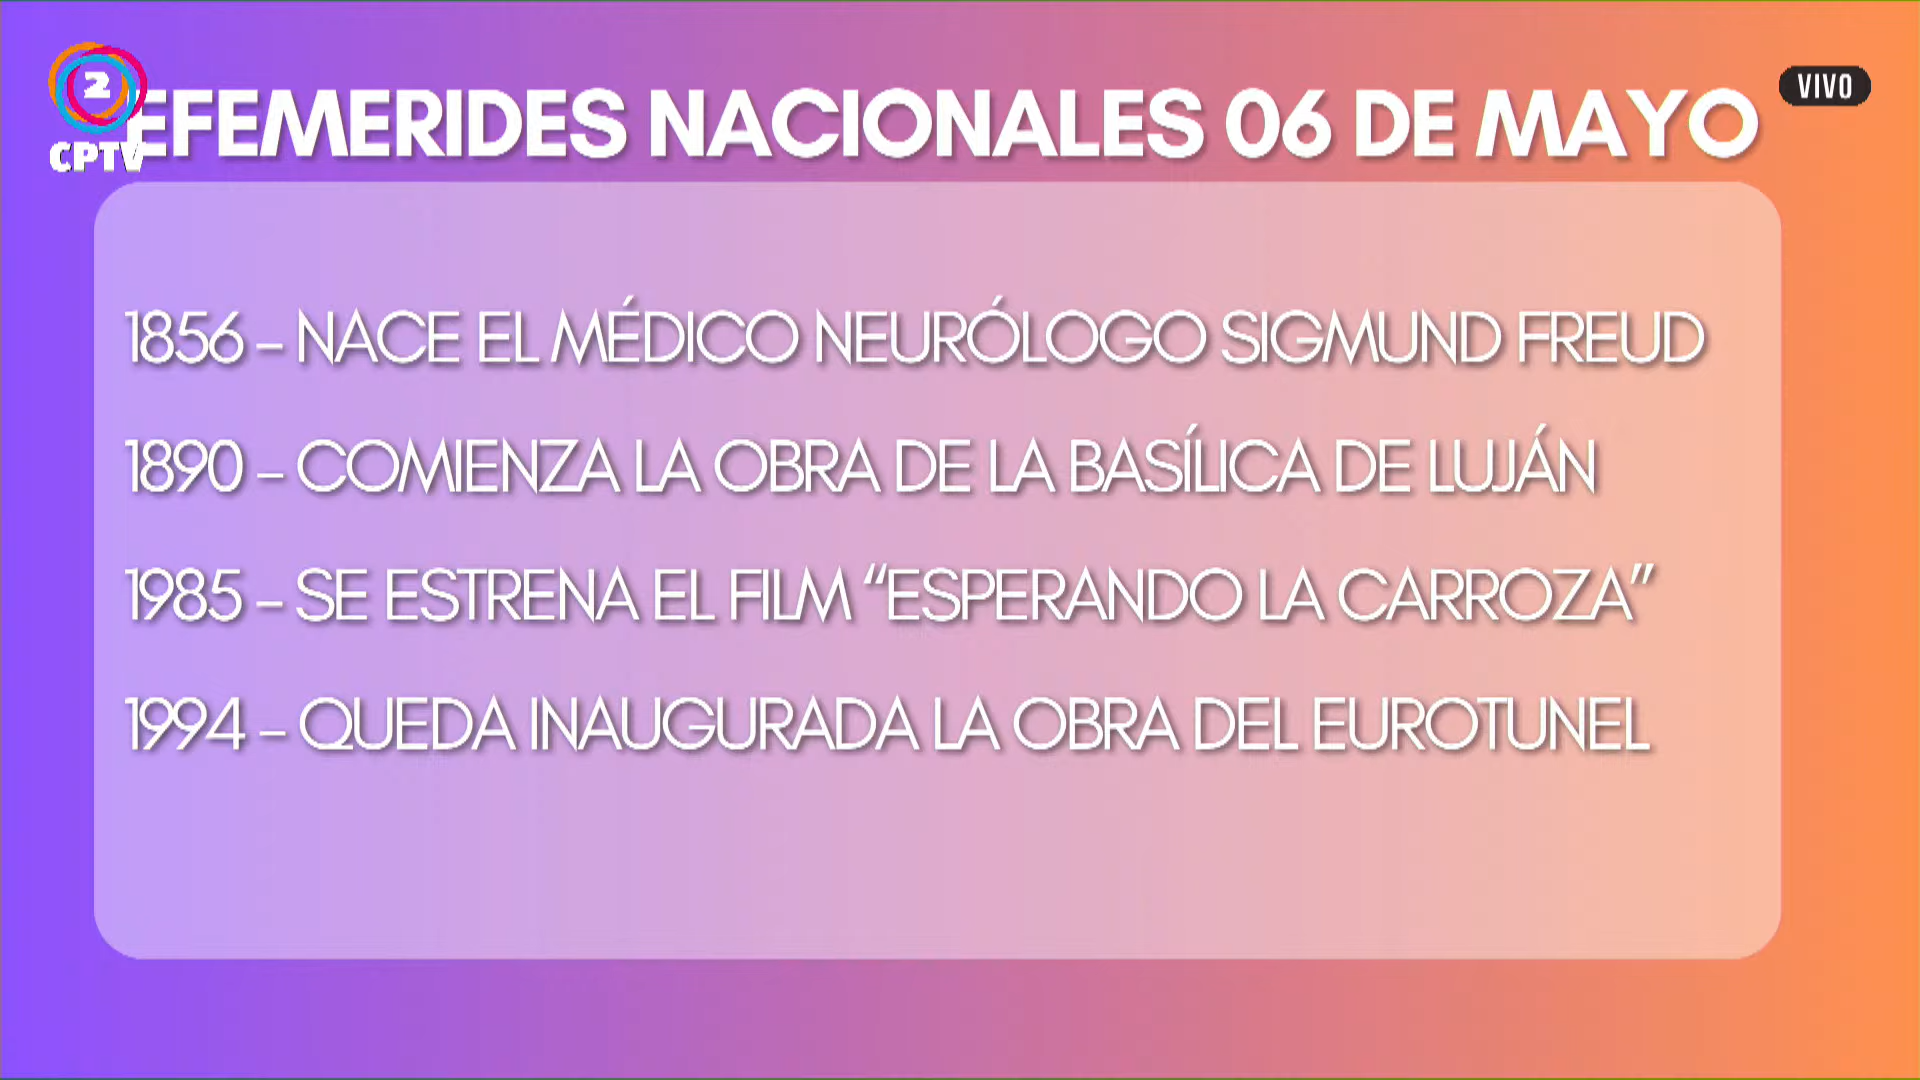 2
CPTV
VIVO
EFEMERIDES NACIONALES 06 DE MAYO
1856 – NACE EL MÉDICO NEURÓLOGO SIGMUND FREUD
1890 – COMIENZA LA OBRA DE LA BASÍLICA DE LUJÁN
1985 – SE ESTRENA EL FILM “ESPERANDO LA CARROZA”
1994 – QUEDA INAUGURADA LA OBRA DEL EUROTUNEL